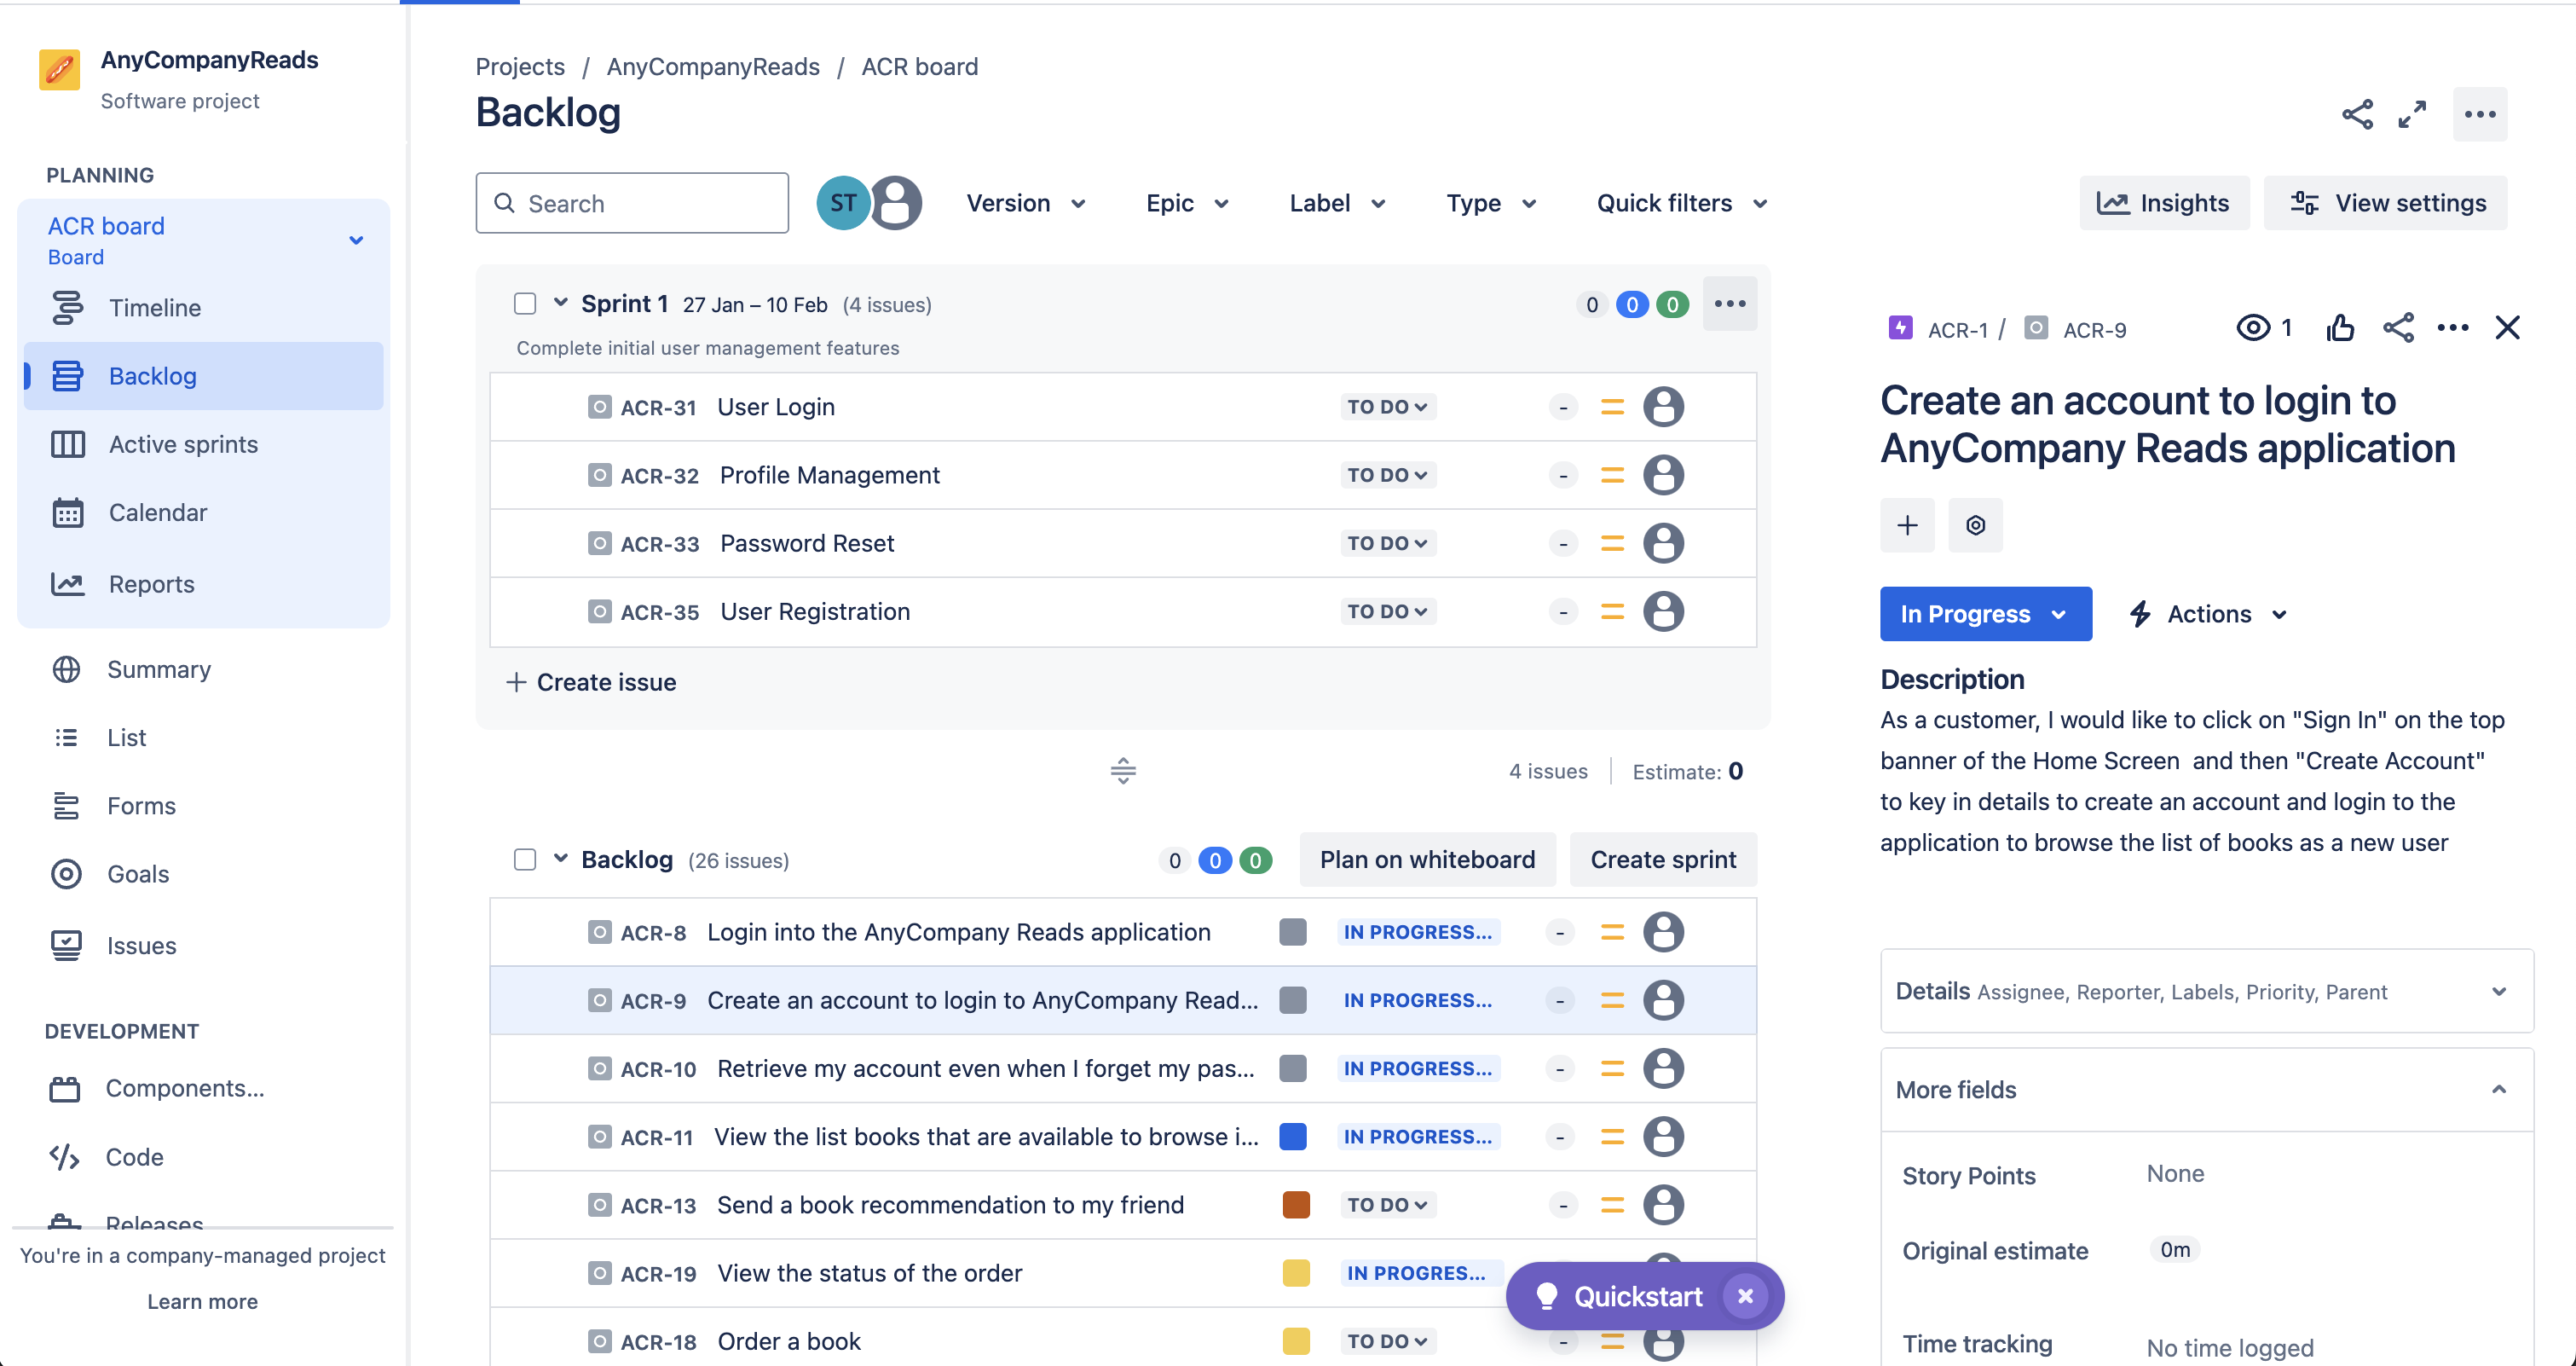 AnyCompanyReads
Software project
PLANNING
ACR board
Board
Timeline
Backlog
Active sprints
Calendar
Reports
Summary
List
Forms
Goals
Issues
DEVELOPMENT
Components...
Code
Releases
You're in a company-managed project
Learn more
Projects / AnyCompanyReads / ACR board
Backlog
Search
ST
Version
Epic
Label
Type
Quick filters
Insights
View settings
Sprint 1 27 Jan – 10 Feb (4 issues)
0 0 0
Complete initial user management features
ACR-31 User Login TO DO -
ACR-32 Profile Management TO DO -
ACR-33 Password Reset TO DO -
ACR-35 User Registration TO DO -
+ Create issue
4 issues | Estimate: 0
Backlog (26 issues) 0 0 0 Plan on whiteboard Create sprint
ACR-8 Login into the AnyCompany Reads application IN PROGRESS... -
ACR-9 Create an account to login to AnyCompany Read... IN PROGRESS... -
ACR-10 Retrieve my account even when I forget my pas... IN PROGRESS... -
ACR-11 View the list books that are available to browse i... IN PROGRESS... -
ACR-13 Send a book recommendation to my friend TO DO -
ACR-19 View the status of the order IN PROGRES...
ACR-18 Order a book TO DO -
Quickstart
ACR-1 / ACR-9
1
Create an account to login to
AnyCompany Reads application
In Progress
Actions
Description
As a customer, I would like to click on "Sign In" on the top
banner of the Home Screen and then "Create Account"
to key in details to create an account and login to the
application to browse the list of books as a new user
Details Assignee, Reporter, Labels, Priority, Parent
More fields
Story Points None
Original estimate 0m
Time tracking No time logged